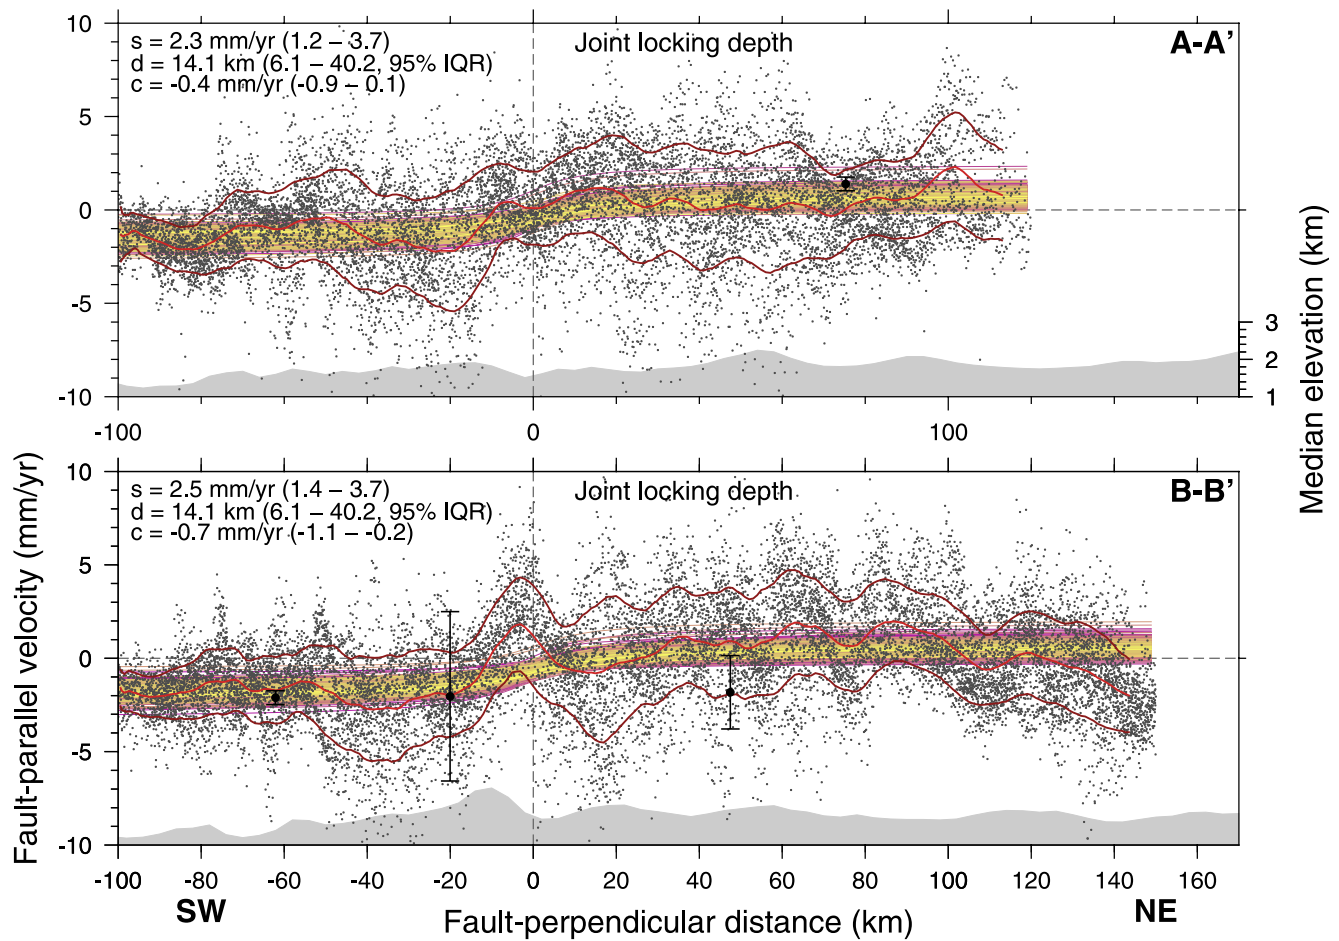 10
5
0
-5
-10
s = 2.3 mm/yr (1.2 – 3.7)
d = 14.1 km (6.1 – 40.2, 95% IQR)
c = -0.4 mm/yr (-0.9 – 0.1)
Joint locking depth
A-A’
3
2
1
-100
0
100
Median elevation (km)
Fault-parallel velocity (mm/yr)
10
5
0
-5
-10
s = 2.5 mm/yr (1.4 – 3.7)
d = 14.1 km (6.1 – 40.2, 95% IQR)
c = -0.7 mm/yr (-1.1 – -0.2)
Joint locking depth
B-B’
-100 -80 -60 -40 -20 0 20 40 60 80 100 120 140 160
SW
Fault-perpendicular distance (km)
NE